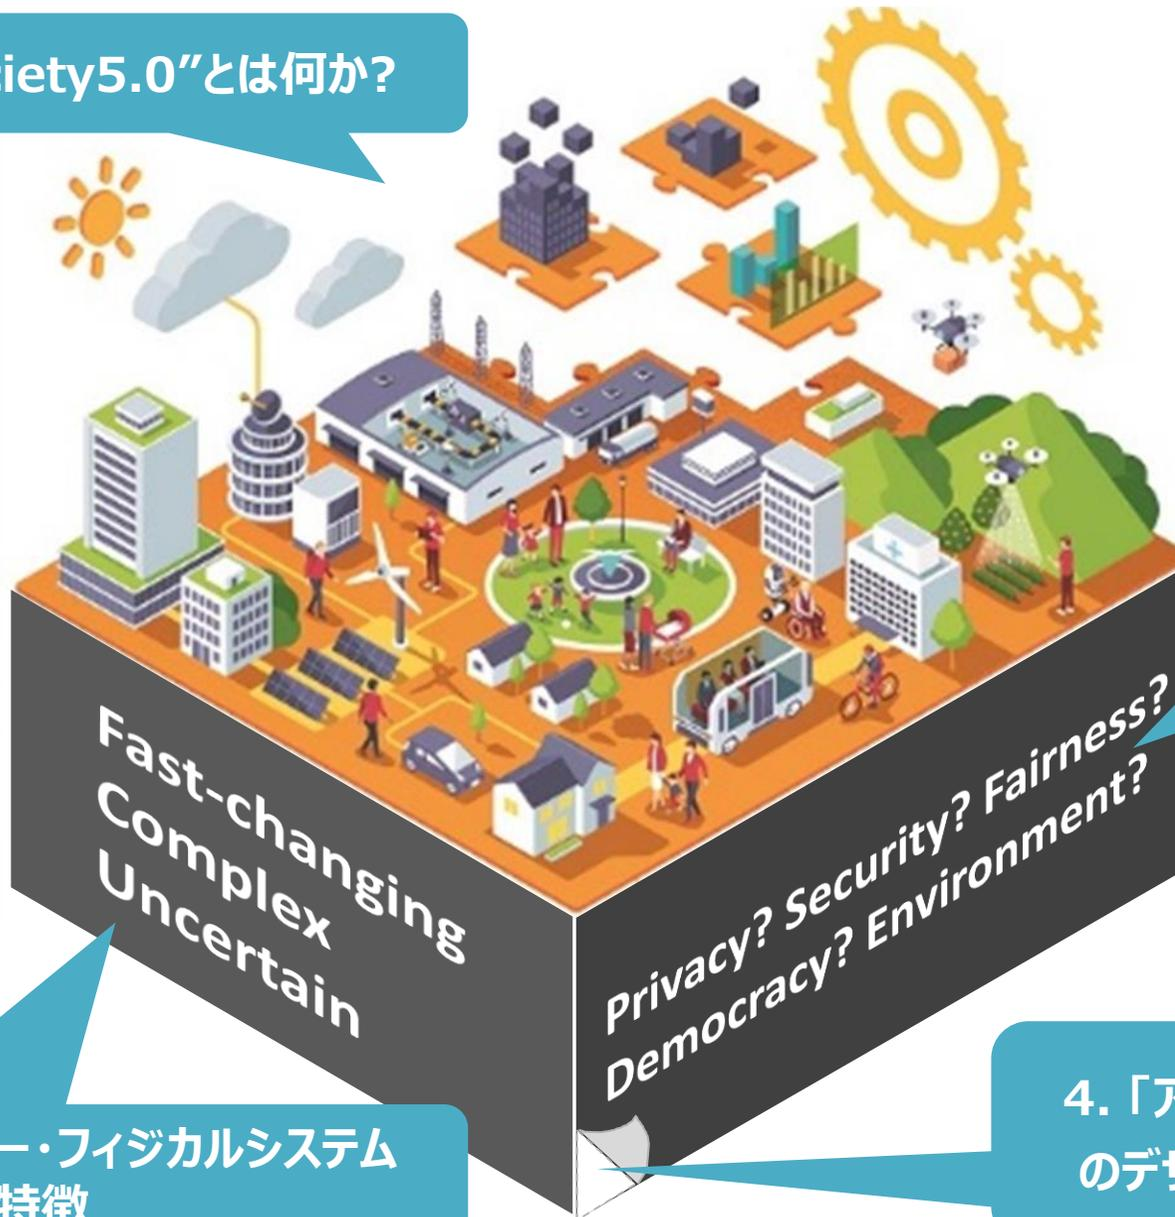 iety5.0”とは何か?
Fast-changing
Complex
Uncertain
Privacy? Security? Fairness?
Democracy? Environment?
ー・フィジカルシステム
特徴
4. 「ア
のデ